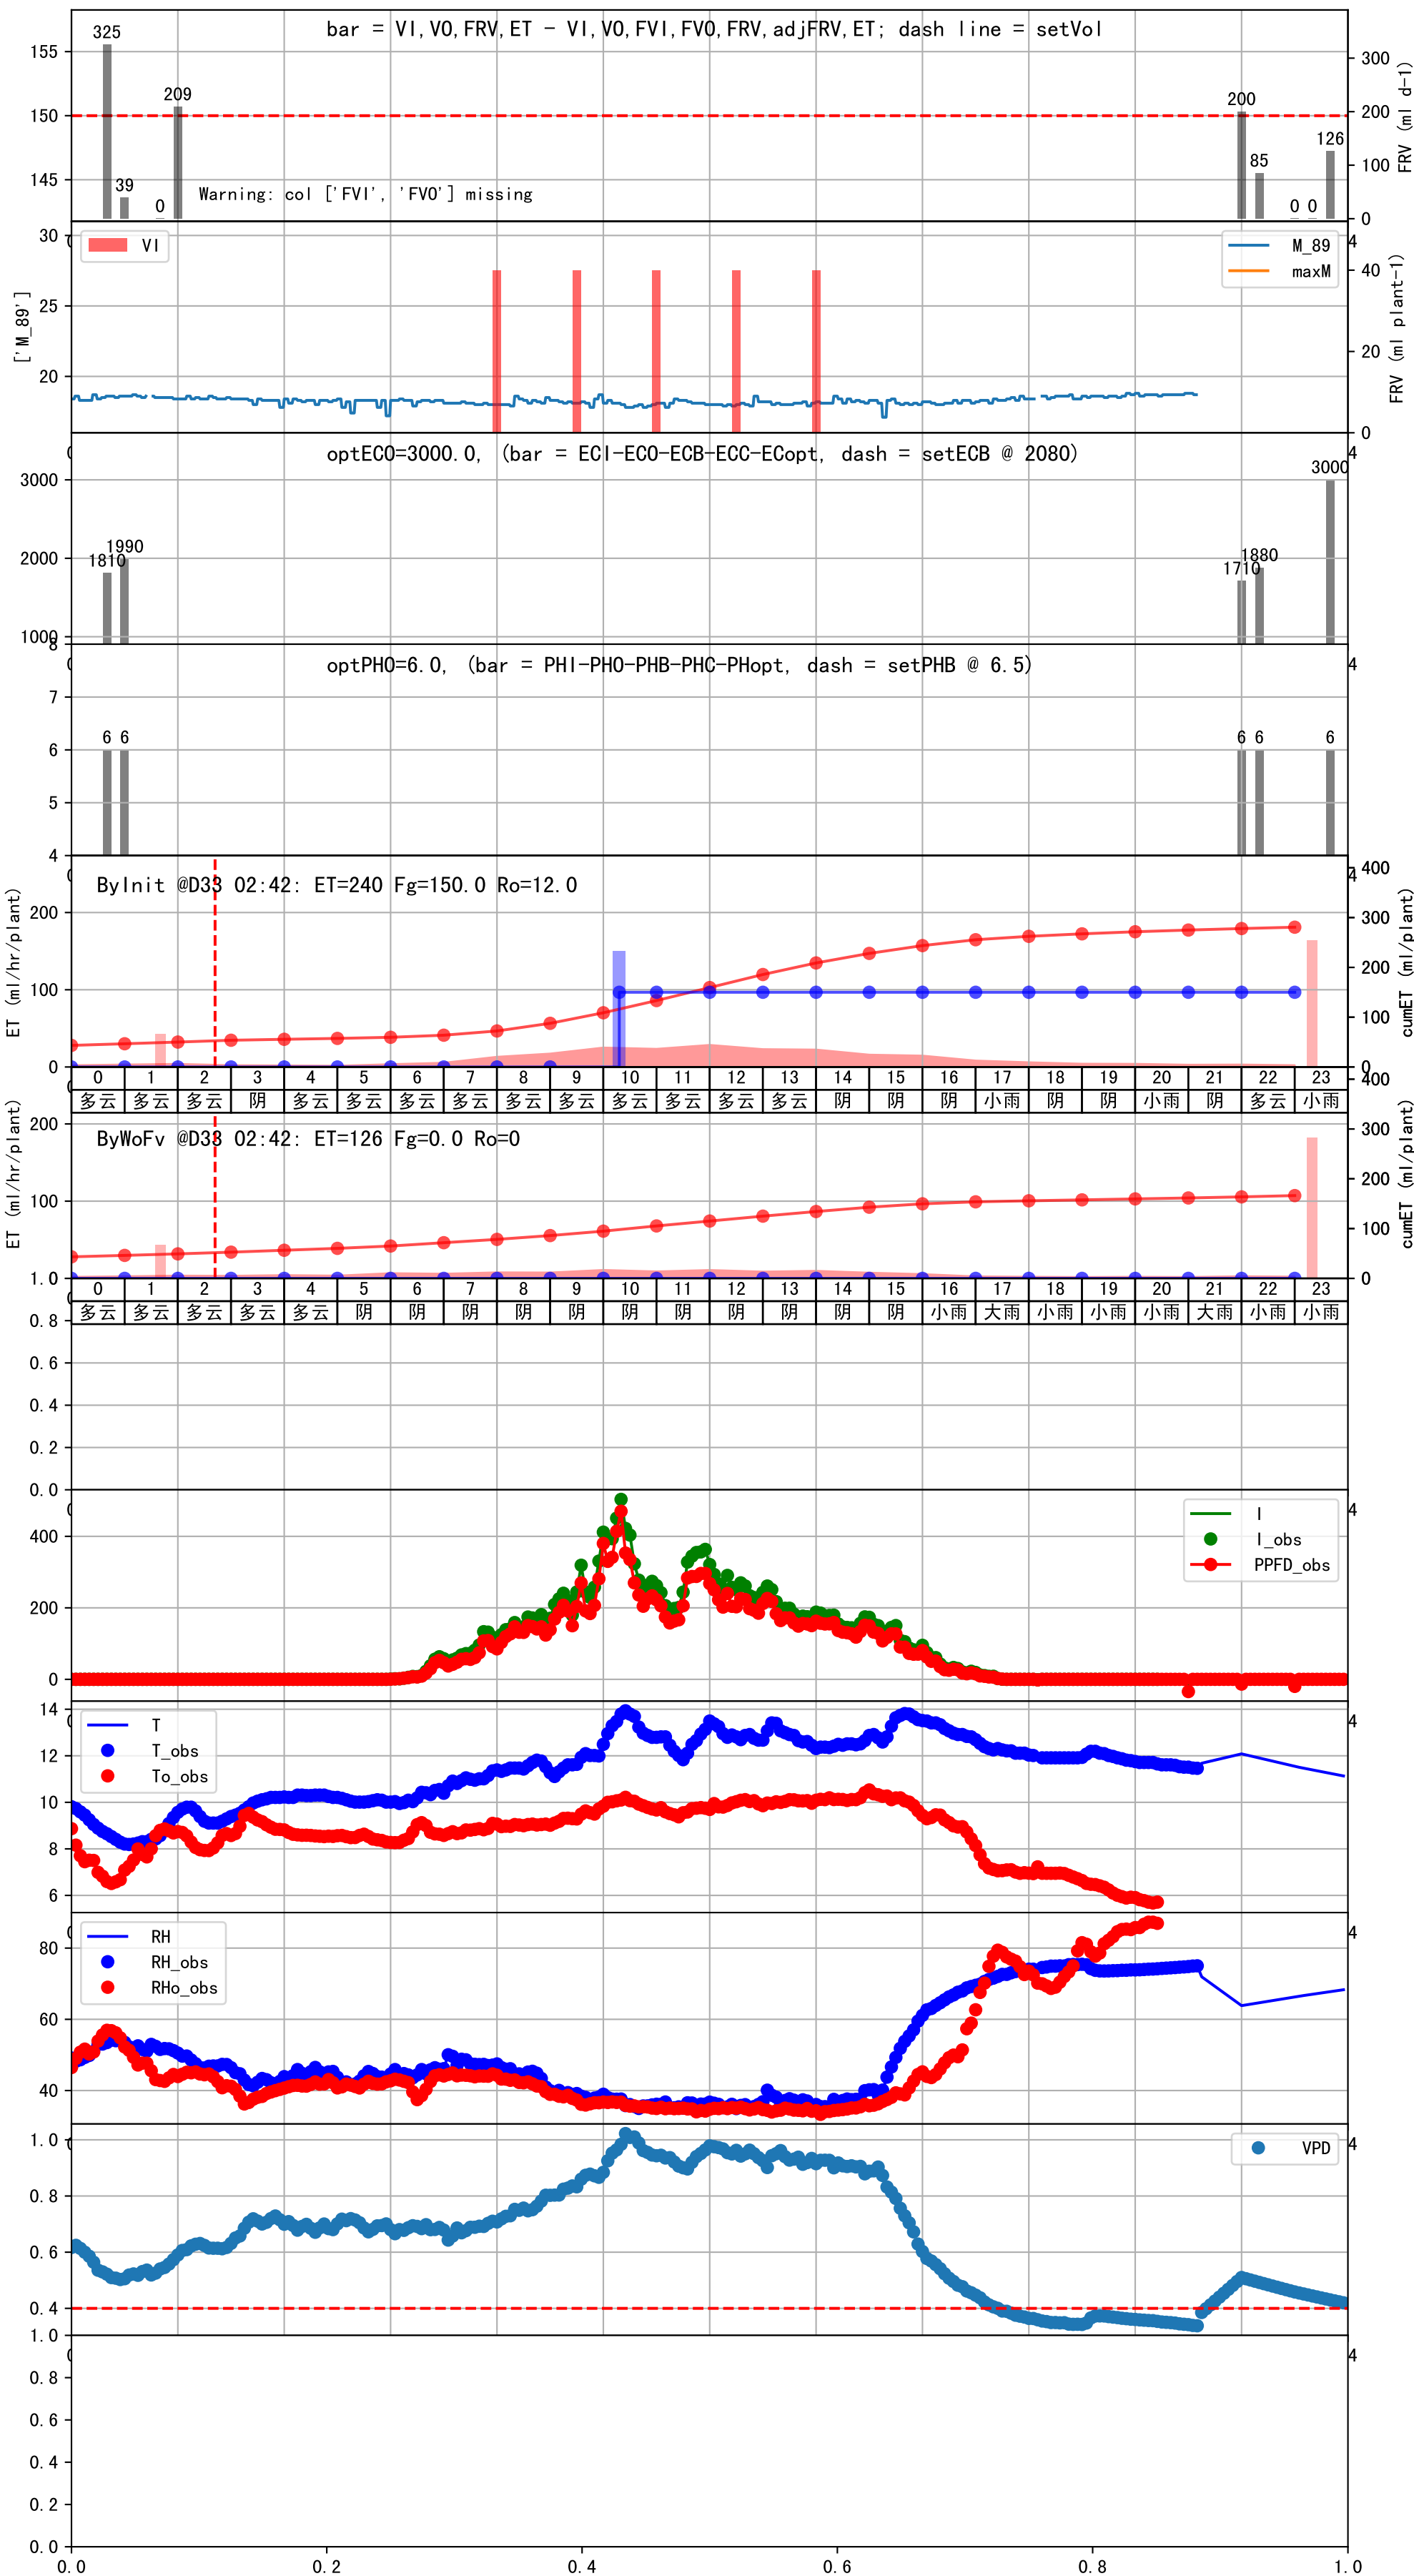 bar = VI,VO,FRV,ET - VI,VO,FVI,FVO,FRV,adjFRV,ET; dash line = setVol
325
39
0
209
200
85
0 0
126
Warning: col ['FVI', 'FVO'] missing
155
150
145
300
200
100
0
FRV (ml d-1)
VI
M_89
maxM
30
25
20
['M_89']
4
40
20
0
FRV (ml plant-1)
optECO=3000.0, (bar = ECI-ECO-ECB-ECC-ECopt, dash = setECB @ 2080)
4
3000
2000
1000
1810
1990
1710
1880
3000
optPHO=6.0, (bar = PHI-PHO-PHB-PHC-PHopt, dash = setPHB @ 6.5)
4
8
7
6
5
4
6 6
6 6
6
ByInit @D33 02:42: ET=240 Fg=150.0 Ro=12.0
200
100
0
ET (ml/hr/plant)
400
300
200
100
0
cumET (ml/plant)
0 1 2 3 4 5 6 7 8 9 10 11 12 13 14 15 16 17 18 19 20 21 22 23
多云 多云 多云 阴 多云 多云 多云 多云 多云 多云 多云 多云 多云 多云 阴 阴 阴 小雨 阴 阴 小雨 阴 多云 小雨
ByWoFv @D33 02:42: ET=126 Fg=0.0 Ro=0
200
100
ET (ml/hr/plant)
400
300
200
100
0
cumET (ml/plant)
0 1 2 3 4 5 6 7 8 9 10 11 12 13 14 15 16 17 18 19 20 21 22 23
多云 多云 多云 多云 多云 阴 阴 阴 阴 阴 阴 阴 阴 阴 阴 阴 小雨 大雨 小雨 小雨 小雨 大雨 小雨 小雨
1.0
0.8
0.6
0.4
0.2
0.0
4
I
I_obs
PPFD_obs
400
200
0
4
T
T_obs
To_obs
14
12
10
8
6
4
RH
RH_obs
RHo_obs
80
60
40
4
VPD
1.0
0.8
0.6
0.4
4
1.0
0.8
0.6
0.4
0.2
0.0
0.0 0.2 0.4 0.6 0.8 1.0